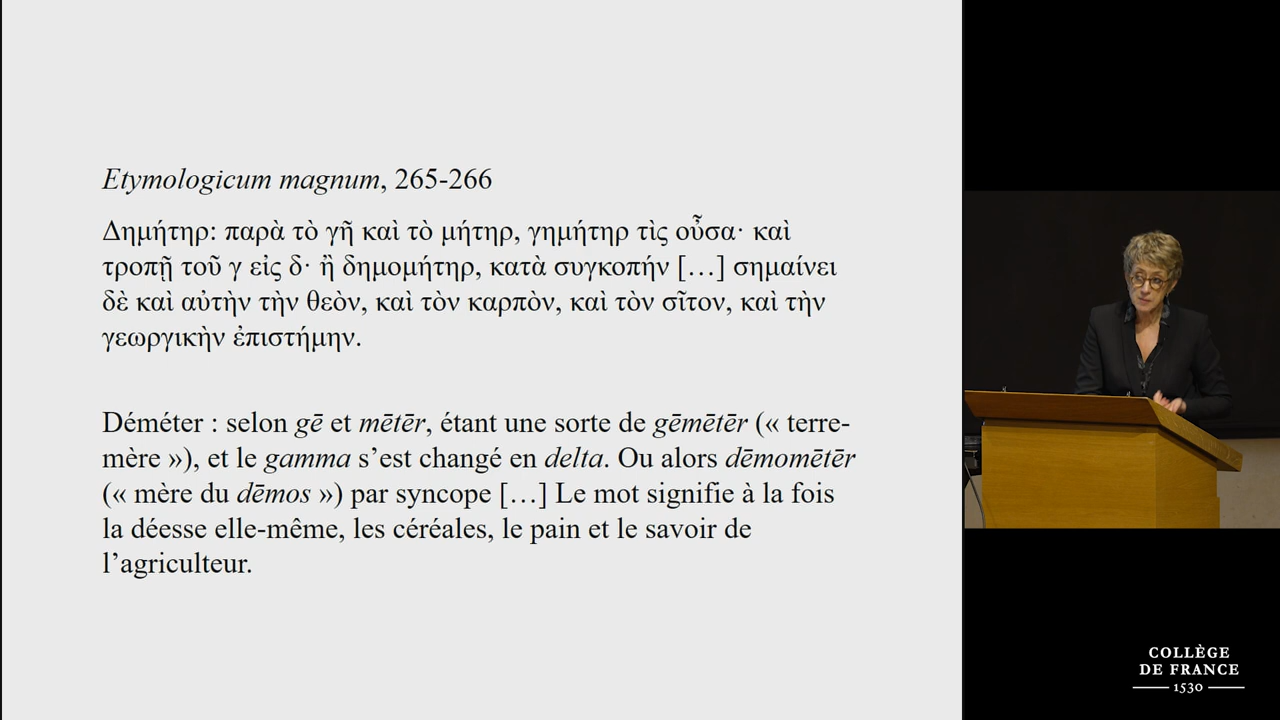 Etymologicum magnum, 265-266
Δημήτηρ: παρὰ τὸ γῆ καὶ τὸ μήτηρ, γημήτηρ τὶς οὖσα· καὶ
τροπῇ τοῦ γ εἰς δ· ἢ δημομήτηρ, κατὰ συγκοπήν […] σημαίνει
δὲ καὶ αὐτὴν τὴν θεὸν, καὶ τὸν καρπὸν, καὶ τὸν σῖτον, καὶ τὴν
γεωργικὴν ἐπιστήμην.
Déméter : selon gē et mētēr, étant une sorte de gēmētēr (« terre-
mère »), et le gamma s’est changé en delta. Ou alors dēmomētēr
(« mère du dēmos ») par syncope […] Le mot signifie à la fois
la déesse elle-même, les céréales, le pain et le savoir de
l’agriculteur.
COLLÈGE
DE FRANCE
1530